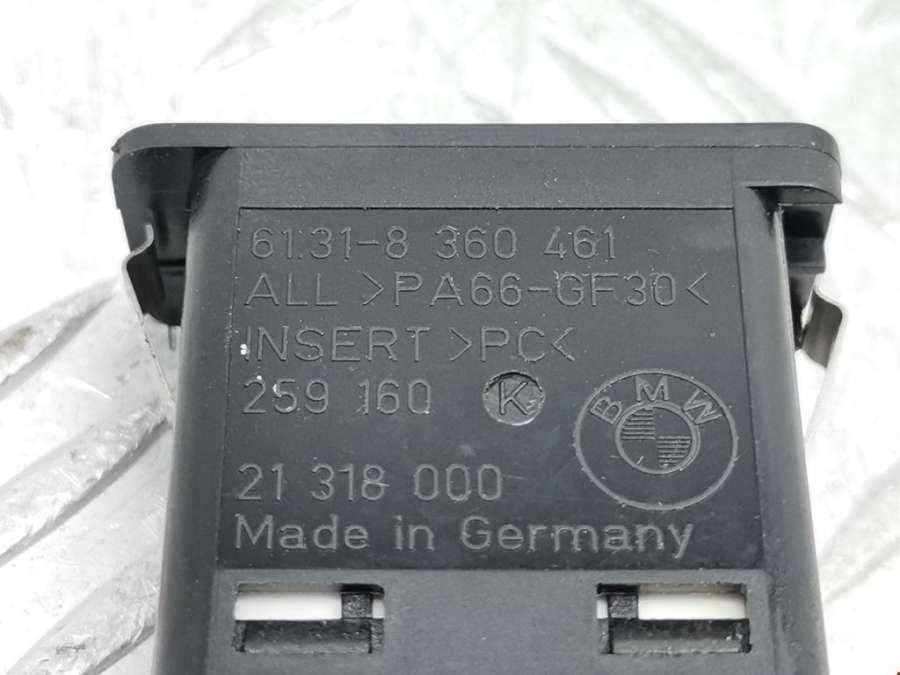 61.31-8 360 461
ALL >PA66-GF30<
INSERT >PC<
259 160 K
BMW
21 318 000
Made in Germany